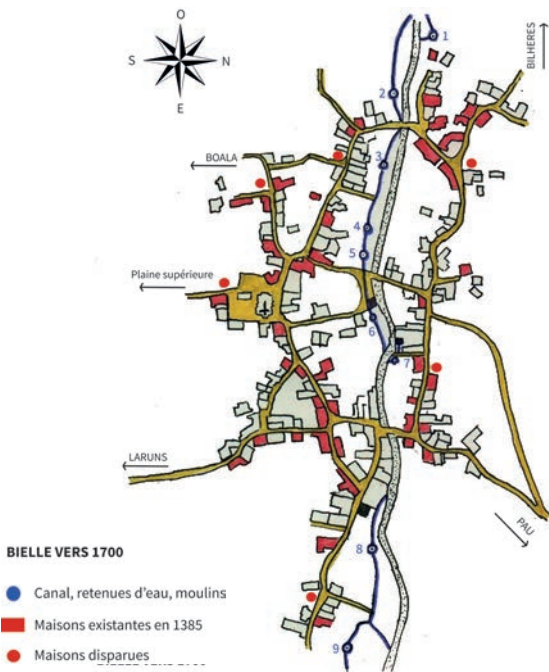 O
S
N
E
BILHERES
1
2
BOALA
3
4
5
Plaine supérieure
6
7
LARUNS
PAU
8
9
BIELLE VERS 1700
Canal, retenues d'eau, moulins
Maisons existantes en 1385
Maisons disparues